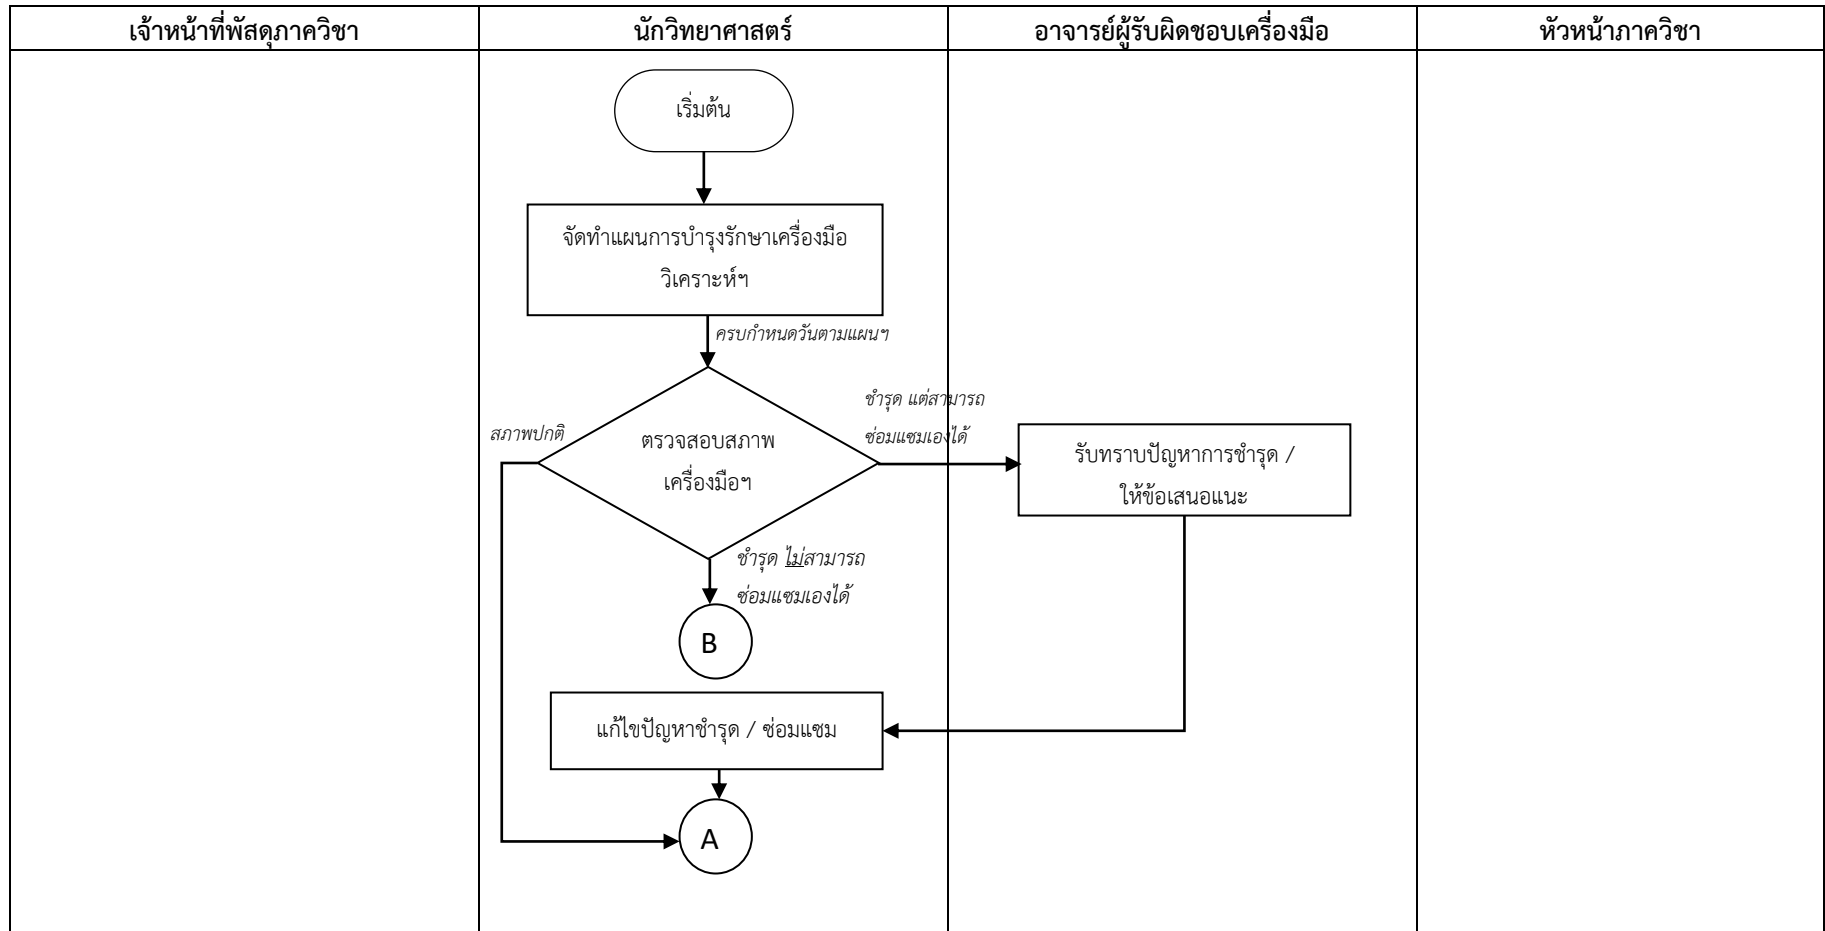 เจ้าหน้าที่พัสดุภาควิชา
นักวิทยาศาสตร์
อาจารย์ผู้รับผิดชอบเครื่องมือ
หัวหน้าภาควิชา
เริ่มต้น
จัดทำแผนการบำรุงรักษาเครื่องมือ
วิเคราะห์ฯ
ครบกำหนดวันตามแผนฯ
ชำรุด แต่สามารถ
ซ่อมแซมเองได้
สภาพปกติ
ตรวจสอบสภาพ
เครื่องมือฯ
รับทราบปัญหาการชำรุด /
ให้ข้อเสนอแนะ
ชำรุด ไม่สามารถ
ซ่อมแซมเองได้
B
แก้ไขปัญหาชำรุด / ซ่อมแซม
A